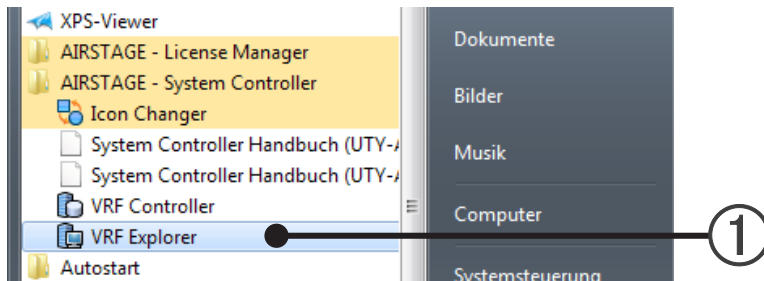 XPS-Viewer
AIRSTAGE - License Manager
AIRSTAGE - System Controller
Icon Changer
System Controller Handbuch (UTY-A
System Controller Handbuch (UTY-A
VRF Controller
VRF Explorer
Autostart
Dokumente
Bilder
Musik
Computer
Systemsteuerung
1